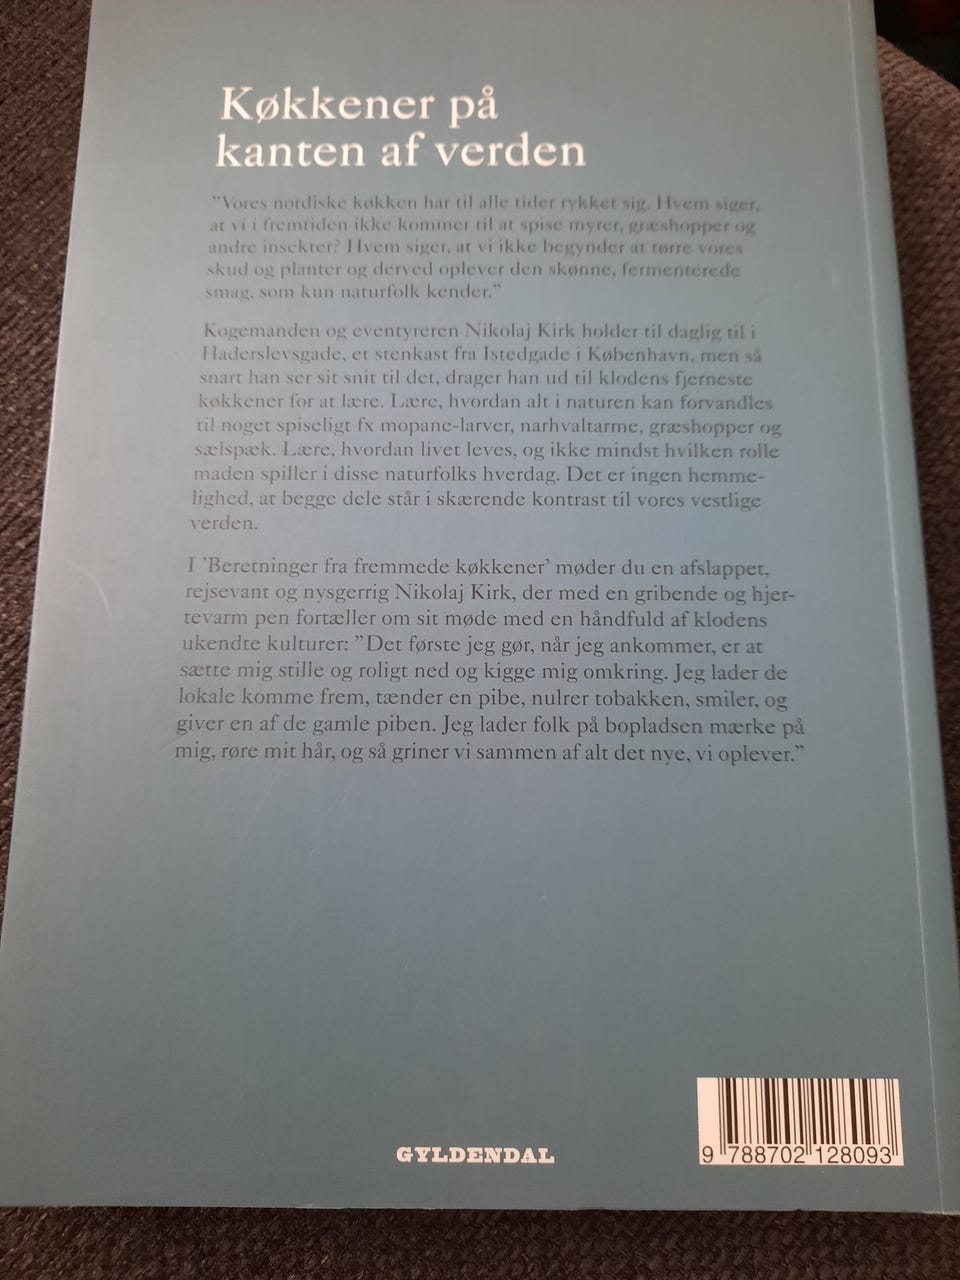 Køkkener på
kanten af verden
"Vores nordiske køkken har til alle tider rykket sig. Hvem siger,
at vi i fremtiden ikke kommer til at spise myrer, græshopper og
andre insekter? Hvem siger, at vi ikke begynder at tørre vores
skud og planter og derved oplever den skønne, fermenterede
smag, som kun naturfolk kender."
Kogemanden og eventyreren Nikolaj Kirk holder til daglig til i
Haderslevsgade, et stenkast fra Istedgade i København, men så
snart han ser sit snit til det, drager han ud til klodens fjerneste
køkkener for at lære. Lære, hvordan alt i naturen kan forvandles
til noget spiseligt fx mopane-larver, narhvaltarme, græshopper og
sælspæk. Lære, hvordan livet leves, og ikke mindst hvilken rolle
maden spiller i disse naturfolks hverdag. Det er ingen hemme-
lighed, at begge dele står i skærende kontrast til vores vestlige
verden.
I 'Beretninger fra fremmede køkkener' møder du en afslappet,
rejsevant og nysgerrig Nikolaj Kirk, der med en gribende og hjer-
tevarm pen fortæller om sit møde med en håndfuld af klodens
ukendte kulturer: "Det første jeg gør, når jeg ankommer, er at
sætte mig stille og roligt ned og kigge mig omkring. Jeg lader de
lokale komme frem, tænder en pibe, nulrer tobakken, smiler, og
giver en af de gamle piben. Jeg lader folk på bopladsen mærke på
mig, røre mit hår, og så griner vi sammen af alt det nye, vi oplever."
GYLDENDAL
9 788702 128093